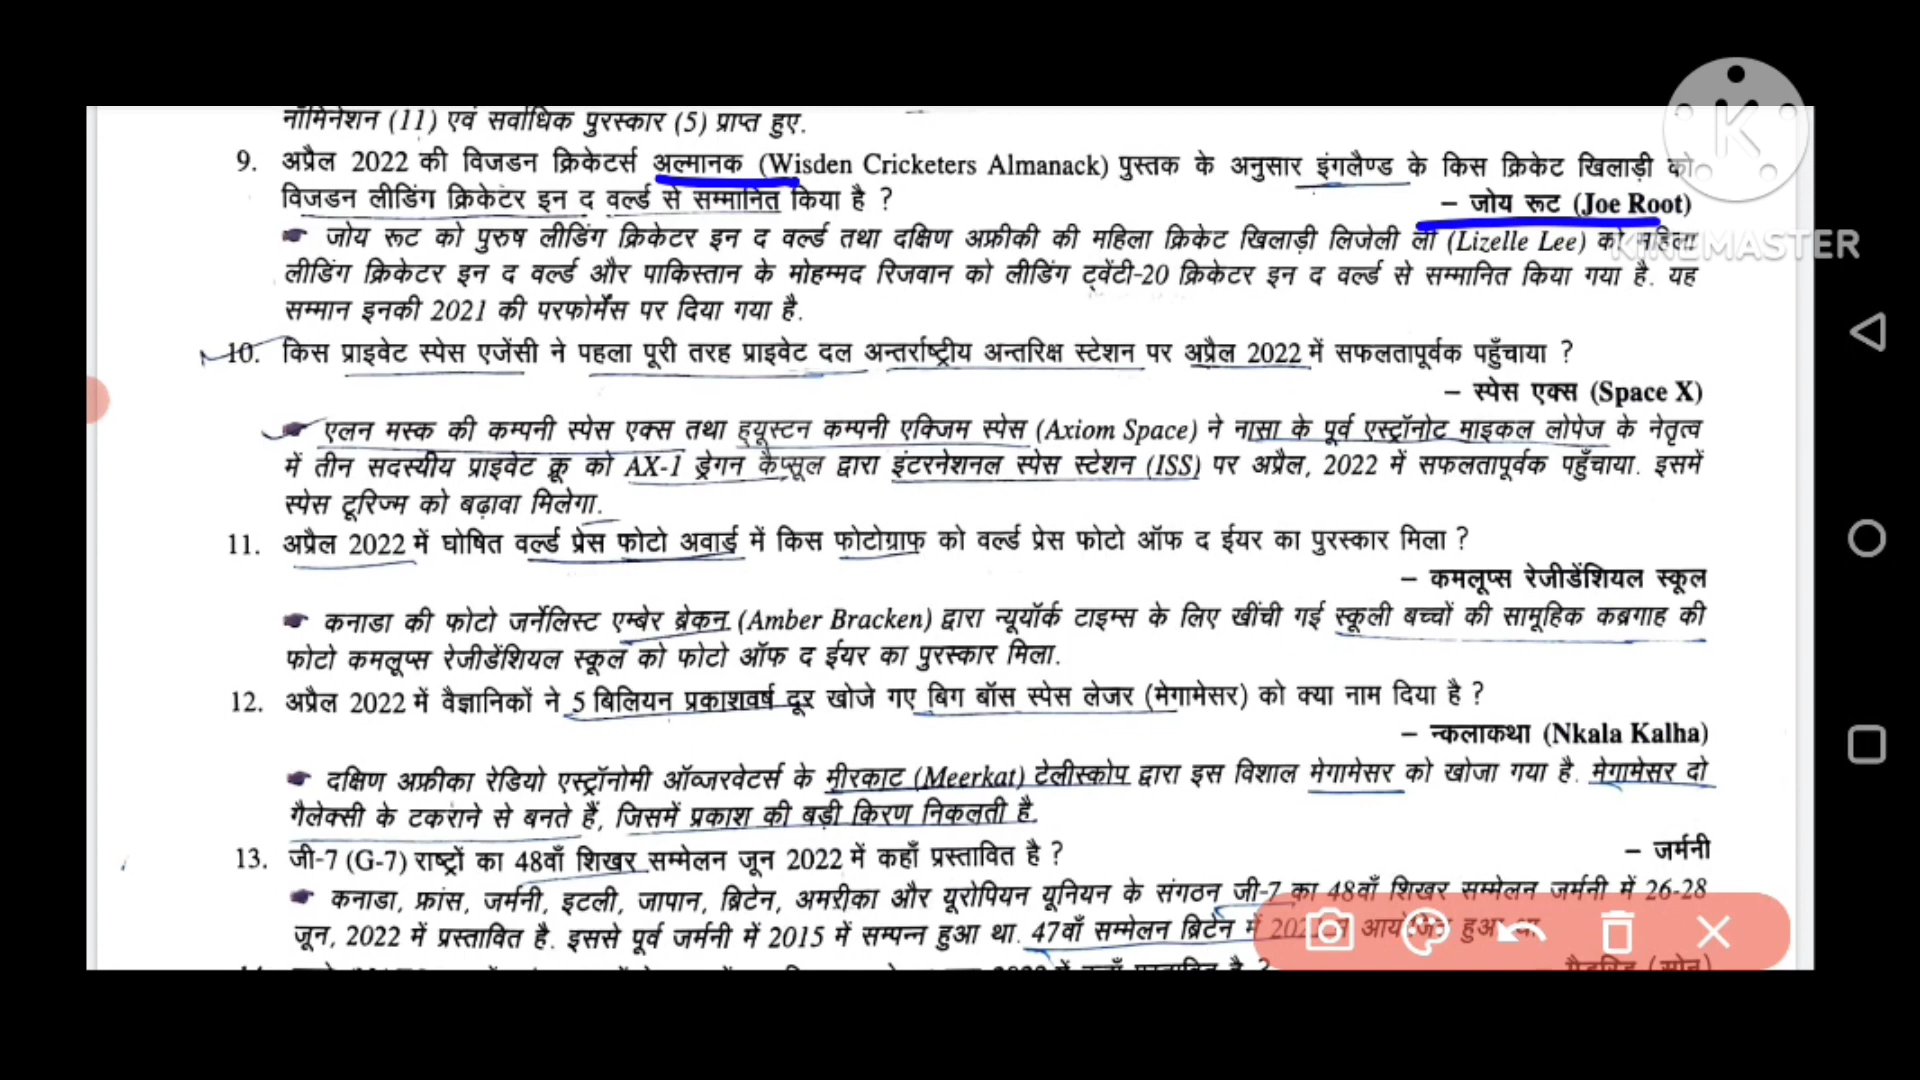 नॉमिनेशन (11) एवं सर्वाधिक पुरस्कार (5) प्राप्त हुए.
9. अप्रैल 2022 की विजडन क्रिकेटर्स अल्मानक (Wisden Cricketers Almanack) पुस्तक के अनुसार इंगलैण्ड के किस क्रिकेट खिलाड़ी को
विजडन लीडिंग क्रिकेटर इन द वर्ल्ड से सम्मानित किया है ?
– जोय रूट (Joe Root)
जोय रूट को पुरुष लीडिंग क्रिकेटर इन द वर्ल्ड तथा दक्षिण अफ्रीकी की महिला क्रिकेट खिलाड़ी लिजेली ली (Lizelle Lee) को महिला
KINEMASTER
लीडिंग क्रिकेटर इन द वर्ल्ड और पाकिस्तान के मोहम्मद रिजवान को लीडिंग ट्वेंटी-20 क्रिकेटर इन द वर्ल्ड से सम्मानित किया गया है. यह
सम्मान इनकी 2021 की परफोर्मेंस पर दिया गया है.
10. किस प्राइवेट स्पेस एजेंसी ने पहला पूरी तरह प्राइवेट दल अन्तर्राष्ट्रीय अन्तरिक्ष स्टेशन पर अप्रैल 2022 में सफलतापूर्वक पहुँचाया ?
– स्पेस एक्स (Space X)
एलन मस्क की कम्पनी स्पेस एक्स तथा ह्यूस्टन कम्पनी एक्जिम स्पेस (Axiom Space) ने नासा के पूर्व एस्ट्रॉनोट माइकल लोपेज के नेतृत्व
में तीन सदस्यीय प्राइवेट क्रू को AX-1 ड्रेगन कैप्सूल द्वारा इंटरनेशनल स्पेस स्टेशन (ISS) पर अप्रैल, 2022 में सफलतापूर्वक पहुँचाया. इसमें
स्पेस टूरिज्म को बढ़ावा मिलेगा.
11. अप्रैल 2022 में घोषित वर्ल्ड प्रेस फोटो अवार्ड में किस फोटोग्राफ को वर्ल्ड प्रेस फोटो ऑफ द ईयर का पुरस्कार मिला ?
– कमलूप्स रेजीडेंशियल स्कूल
कनाडा की फोटो जर्नेलिस्ट एम्बेर ब्रेकन (Amber Bracken) द्वारा न्यूयॉर्क टाइम्स के लिए खींची गई स्कूली बच्चों की सामूहिक कब्रगाह की
फोटो कमलूप्स रेजीडेंशियल स्कूल को फोटो ऑफ द ईयर का पुरस्कार मिला.
12. अप्रैल 2022 में वैज्ञानिकों ने 5 बिलियन प्रकाशवर्ष दूर खोजे गए बिग बॉस स्पेस लेजर (मेगामेसर) को क्या नाम दिया है ?
– न्कलाकथा (Nkala Kalha)
दक्षिण अफ्रीका रेडियो एस्ट्रॉनोमी ऑब्जरवेटर्स के मीरकाट (Meerkat) टेलीस्कोप द्वारा इस विशाल मेगामेसर को खोजा गया है. मेगामेसर दो
गैलेक्सी के टकराने से बनते हैं, जिसमें प्रकाश की बड़ी किरण निकलती है.
13. जी-7 (G-7) राष्ट्रों का 48वाँ शिखर सम्मेलन जून 2022 में कहाँ प्रस्तावित है ?
– जर्मनी
कनाडा, फ्रांस, जर्मनी, इटली, जापान, ब्रिटेन, अमरीका और यूरोपियन यूनियन के संगठन जी-7 का 48वाँ शिखर सम्मेलन जर्मनी में 26-28
जून, 2022 में प्रस्तावित है. इससे पूर्व जर्मनी में 2015 में सम्पन्न हुआ था. 47वाँ सम्मेलन ब्रिटेन में